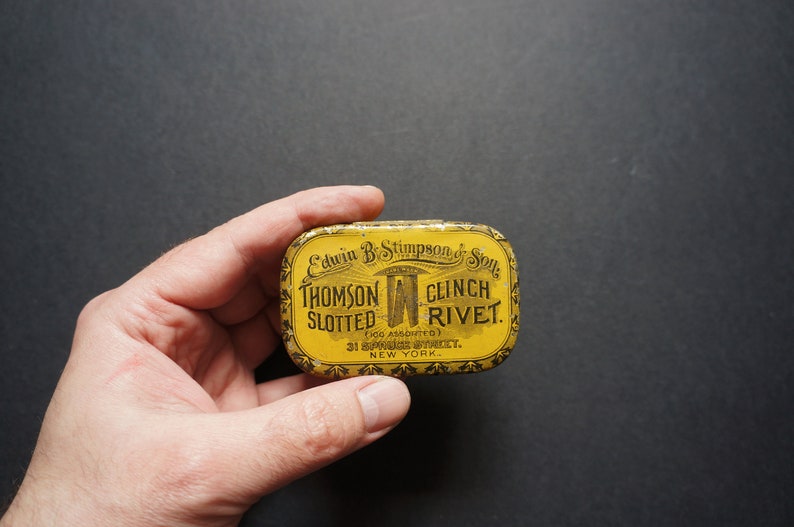 Edwin B. Stimpson & Son.
THOMSON CLINCH
SLOTTED RIVET.
(100 ASSORTED)
31 SPRUCE STREET.
NEW YORK.